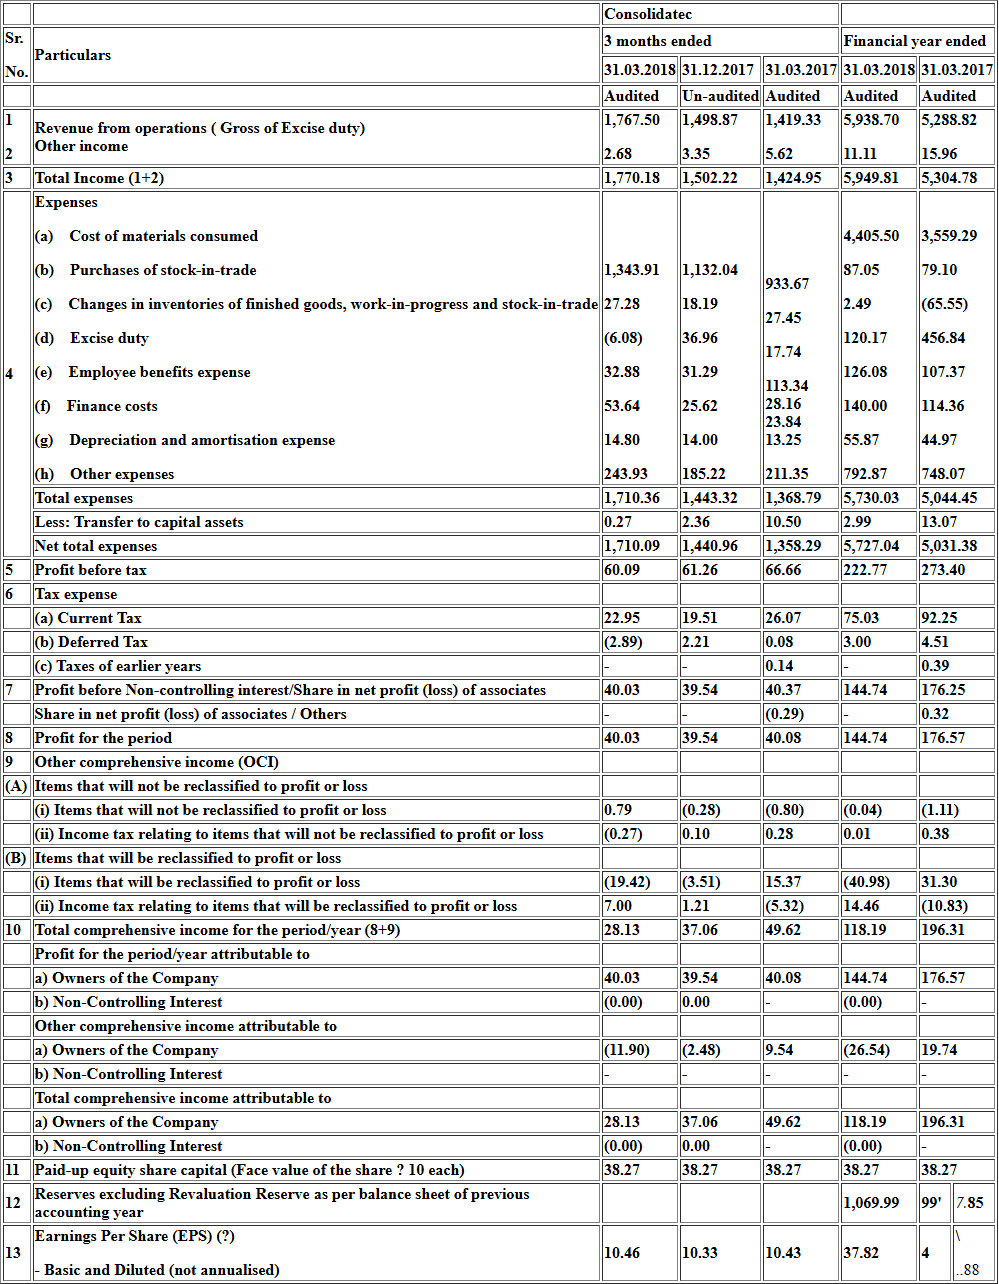 Consolidatec
Sr. No. Particulars 3 months ended Financial year ended
31.03.2018 31.12.2017 31.03.2017 31.03.2018 31.03.2017
Audited Un-audited Audited Audited Audited
1 Revenue from operations ( Gross of Excise duty) 1,767.50 1,498.87 1,419.33 5,938.70 5,288.82
2 Other income 2.68 3.35 5.62 11.11 15.96
3 Total Income (1+2) 1,770.18 1,502.22 1,424.95 5,949.81 5,304.78
4 Expenses
(a) Cost of materials consumed 4,405.50 3,559.29
(b) Purchases of stock-in-trade 1,343.91 1,132.04 933.67 87.05 79.10
(c) Changes in inventories of finished goods, work-in-progress and stock-in-trade 27.28 18.19 27.45 2.49 (65.55)
(d) Excise duty (6.08) 36.96 17.74 120.17 456.84
(e) Employee benefits expense 32.88 31.29 113.34 126.08 107.37
(f) Finance costs 53.64 25.62 28.16 140.00 114.36
23.84
(g) Depreciation and amortisation expense 14.80 14.00 13.25 55.87 44.97
(h) Other expenses 243.93 185.22 211.35 792.87 748.07
Total expenses 1,710.36 1,443.32 1,368.79 5,730.03 5,044.45
Less: Transfer to capital assets 0.27 2.36 10.50 2.99 13.07
Net total expenses 1,710.09 1,440.96 1,358.29 5,727.04 5,031.38
5 Profit before tax 60.09 61.26 66.66 222.77 273.40
6 Tax expense
(a) Current Tax 22.95 19.51 26.07 75.03 92.25
(b) Deferred Tax (2.89) 2.21 0.08 3.00 4.51
(c) Taxes of earlier years - - 0.14 - 0.39
7 Profit before Non-controlling interest/Share in net profit (loss) of associates 40.03 39.54 40.37 144.74 176.25
Share in net profit (loss) of associates / Others - - (0.29) - 0.32
8 Profit for the period 40.03 39.54 40.08 144.74 176.57
9 Other comprehensive income (OCI)
(A) Items that will not be reclassified to profit or loss
(i) Items that will not be reclassified to profit or loss 0.79 (0.28) (0.80) (0.04) (1.11)
(ii) Income tax relating to items that will not be reclassified to profit or loss (0.27) 0.10 0.28 0.01 0.38
(B) Items that will be reclassified to profit or loss
(i) Items that will be reclassified to profit or loss (19.42) (3.51) 15.37 (40.98) 31.30
(ii) Income tax relating to items that will be reclassified to profit or loss 7.00 1.21 (5.32) 14.46 (10.83)
10 Total comprehensive income for the period/year (8+9) 28.13 37.06 49.62 118.19 196.31
Profit for the period/year attributable to
a) Owners of the Company 40.03 39.54 40.08 144.74 176.57
b) Non-Controlling Interest (0.00) 0.00 - (0.00) -
Other comprehensive income attributable to
a) Owners of the Company (11.90) (2.48) 9.54 (26.54) 19.74
b) Non-Controlling Interest - - - - -
Total comprehensive income attributable to
a) Owners of the Company 28.13 37.06 49.62 118.19 196.31
b) Non-Controlling Interest (0.00) 0.00 - (0.00) -
11 Paid-up equity share capital (Face value of the share ? 10 each) 38.27 38.27 38.27 38.27 38.27
12 Reserves excluding Revaluation Reserve as per balance sheet of previous
accounting year 1,069.99 99' 7.85
13 Earnings Per Share (EPS) (?) \
- Basic and Diluted (not annualised) 10.46 10.33 10.43 37.82 4 ..88